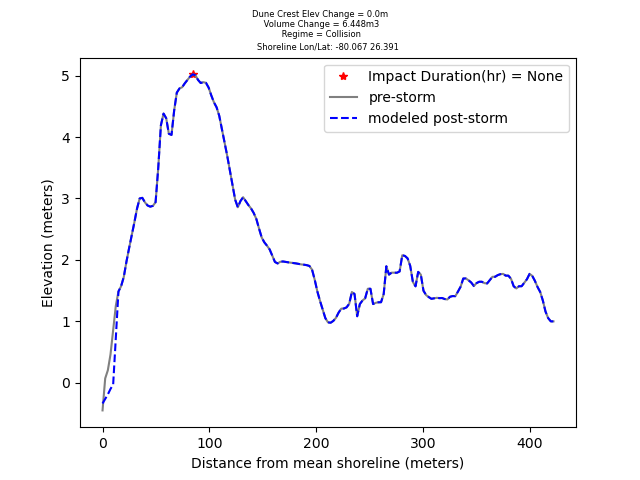 Dune Crest Elev Change = 0.0m
Volume Change = 6.448m3
Regime = Collision
Shoreline Lon/Lat: -80.067 26.391
Impact Duration(hr) = None
pre-storm
modeled post-storm
Elevation (meters)
5
4
3
2
1
0
0 100 200 300 400
Distance from mean shoreline (meters)